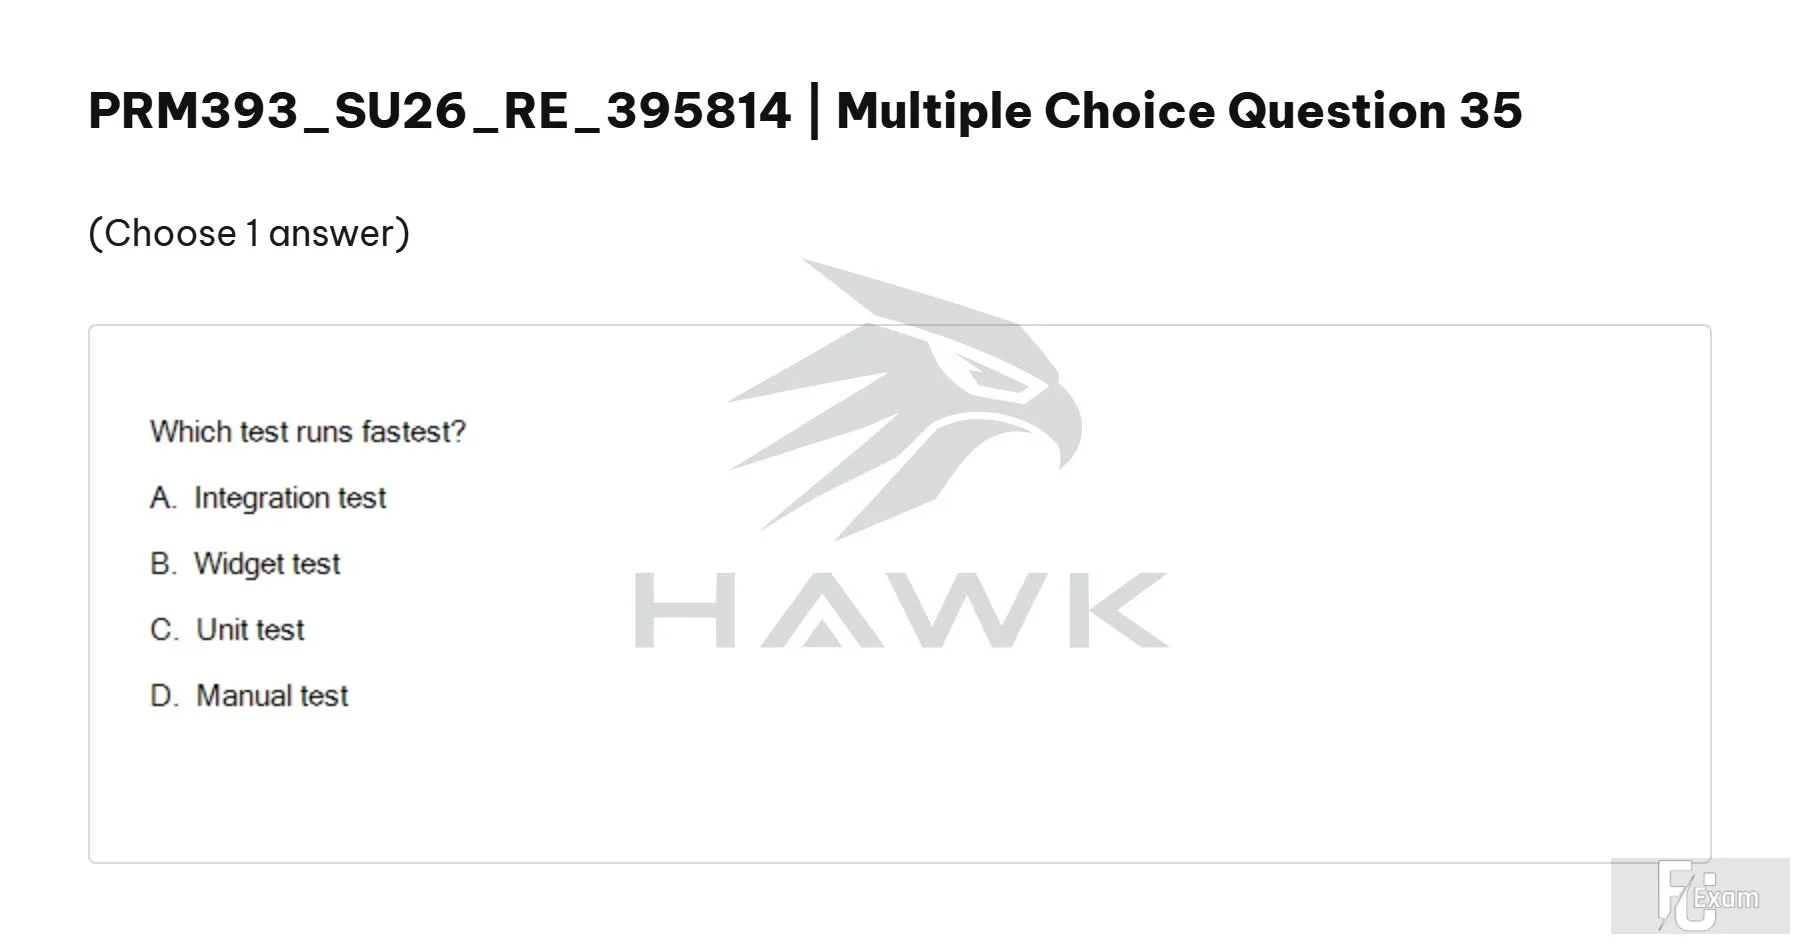 PRM393_SU26_RE_395814 | Multiple Choice Question 35
(Choose 1 answer)
Which test runs fastest?
A. Integration test
B. Widget test
C. Unit test
D. Manual test
HAWK
FU Exam